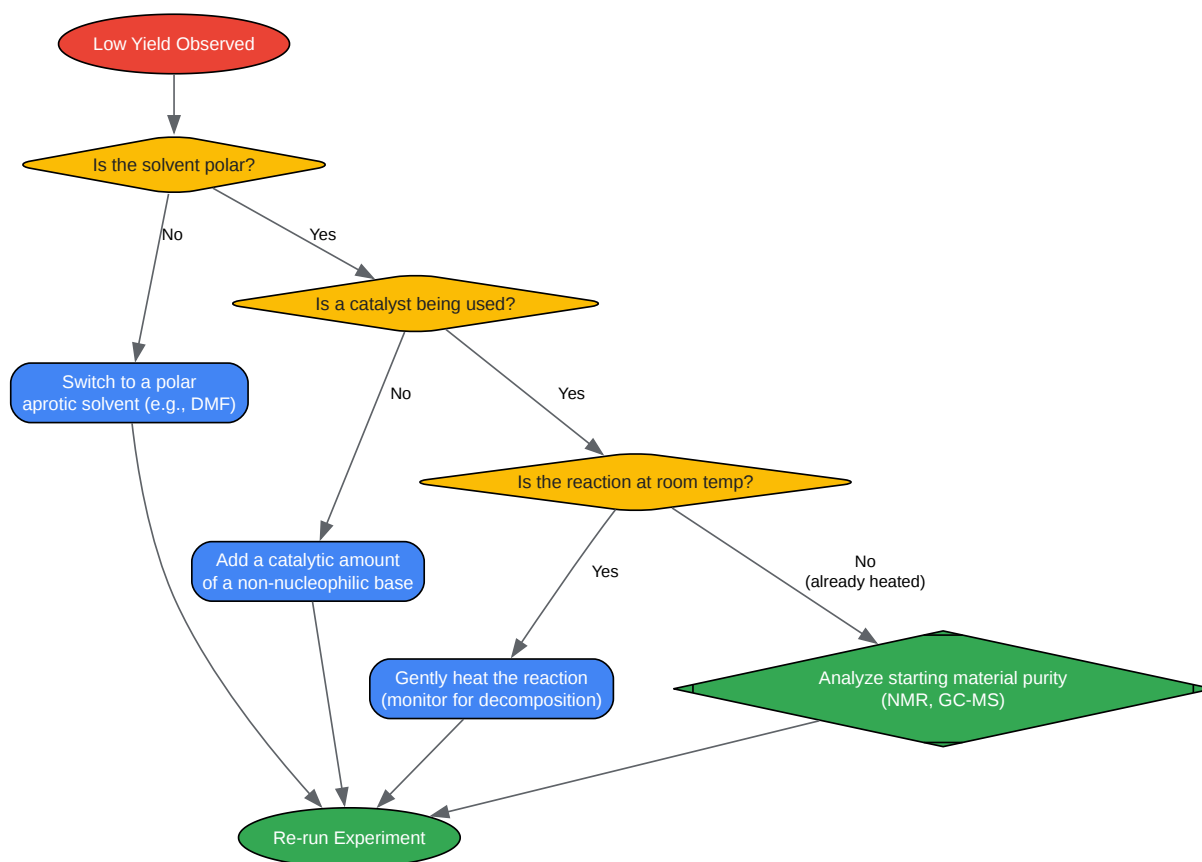 Low Yield Observed
Is the solvent polar?
No
Yes
Is a catalyst being used?
Switch to a polar
aprotic solvent (e.g., DMF)
No
Yes
Is the reaction at room temp?
Add a catalytic amount
of a non-nucleophilic base
Yes
No
(already heated)
Gently heat the reaction
(monitor for decomposition)
Analyze starting material purity
(NMR, GC-MS)
Re-run Experiment